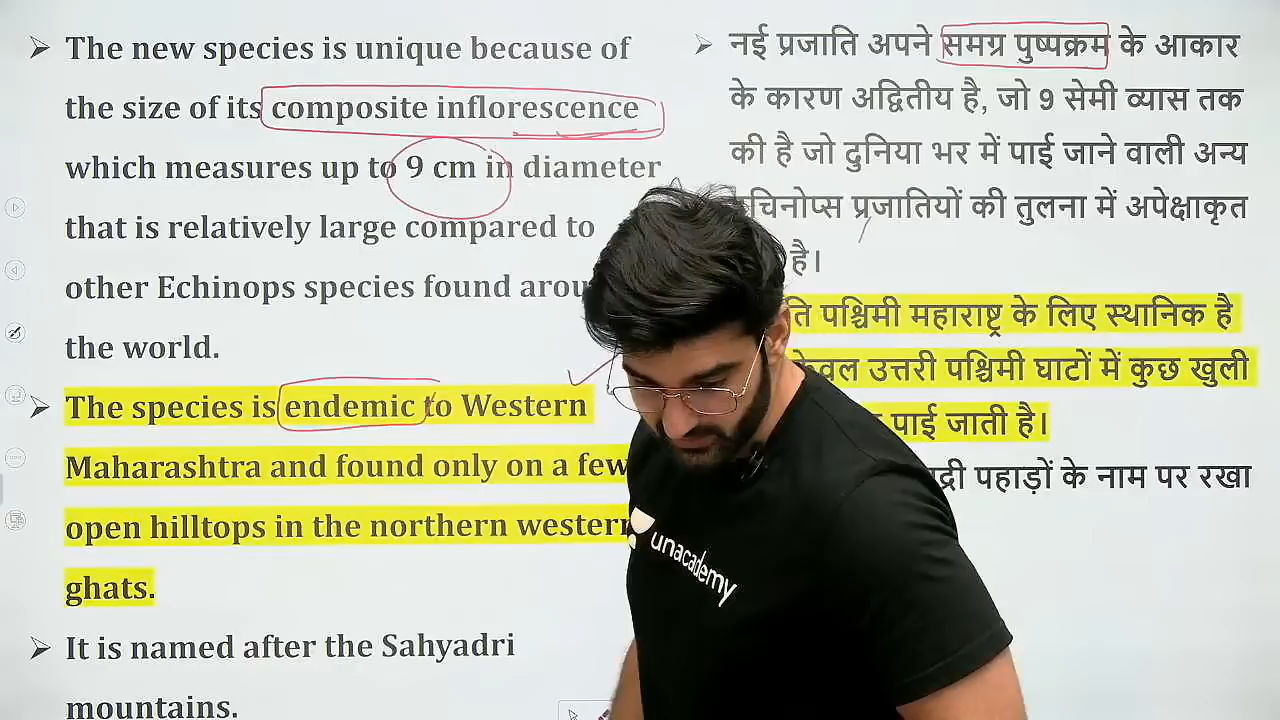 The new species is unique because of
the size of its composite inflorescence
which measures up to 9 cm in diameter
that is relatively large compared to
other Echinops species found
the world.
The species is endemic to Western
Maharashtra and found only on a few
open hilltops in the northern western
ghats.
It is named after the Sahyadri
mountains.
नई प्रजाति अपने समग्र पुष्पक्रम के आकार
के कारण अद्वितीय है, जो 9 सेमी व्यास तक
की है जो दुनिया भर में पाई जाने वाली अन्य
प्रजातियों की तुलना में अपेक्षाकृत
है।
पश्चिमी महाराष्ट्र के लिए स्थानिक है
उत्तरी पश्चिमी घाटों में कुछ खुली
पाई जाती है।
पहाड़ों के नाम पर रखा
unacademy